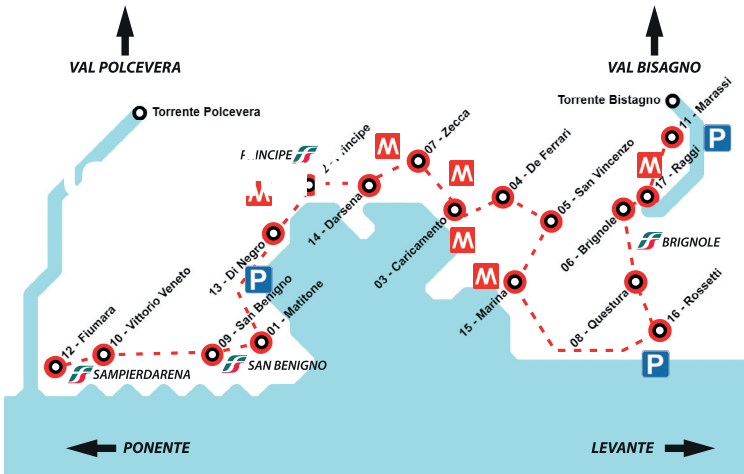 VAL POLCEVERA
VAL BISAGNO
Torrente Polcevera
Torrente Bistagno
11 - Marassi
P
17 - Raggi
M
07 - Zecca
M
M
04 - De Ferrari
05 - San Vincenzo
14 - Darsena
03 - Caricamento
M
06 - Brignole
BRIGNOLE
13 - Di Negro
P
M
15 - Marina
08 - Questura
16 - Rossetti
P
10 - Vittorio Veneto
09 - San Benigno
01 - Matitone
12 - Fiumara
SAMPIERDARENA
SAN BENIGNO
PONENTE
LEVANTE